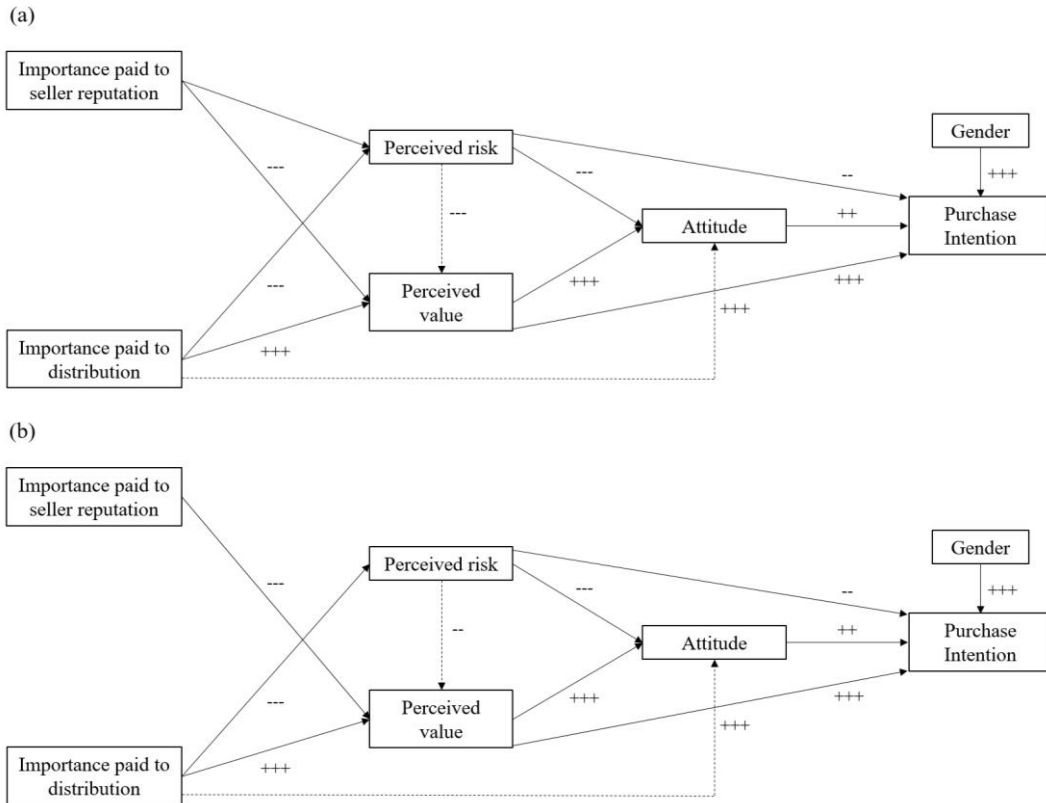 (a)
Importance paid to
seller reputation
Perceived risk
Gender
---
---
--
+++
---
++
Attitude
Purchase
Intention
---
Perceived
value
+++
+++
+++
Importance paid to
distribution
+++
(b)
Importance paid to
seller reputation
Perceived risk
Gender
---
---
--
+++
--
++
Attitude
Purchase
Intention
---
Perceived
value
+++
+++
+++
Importance paid to
distribution
+++